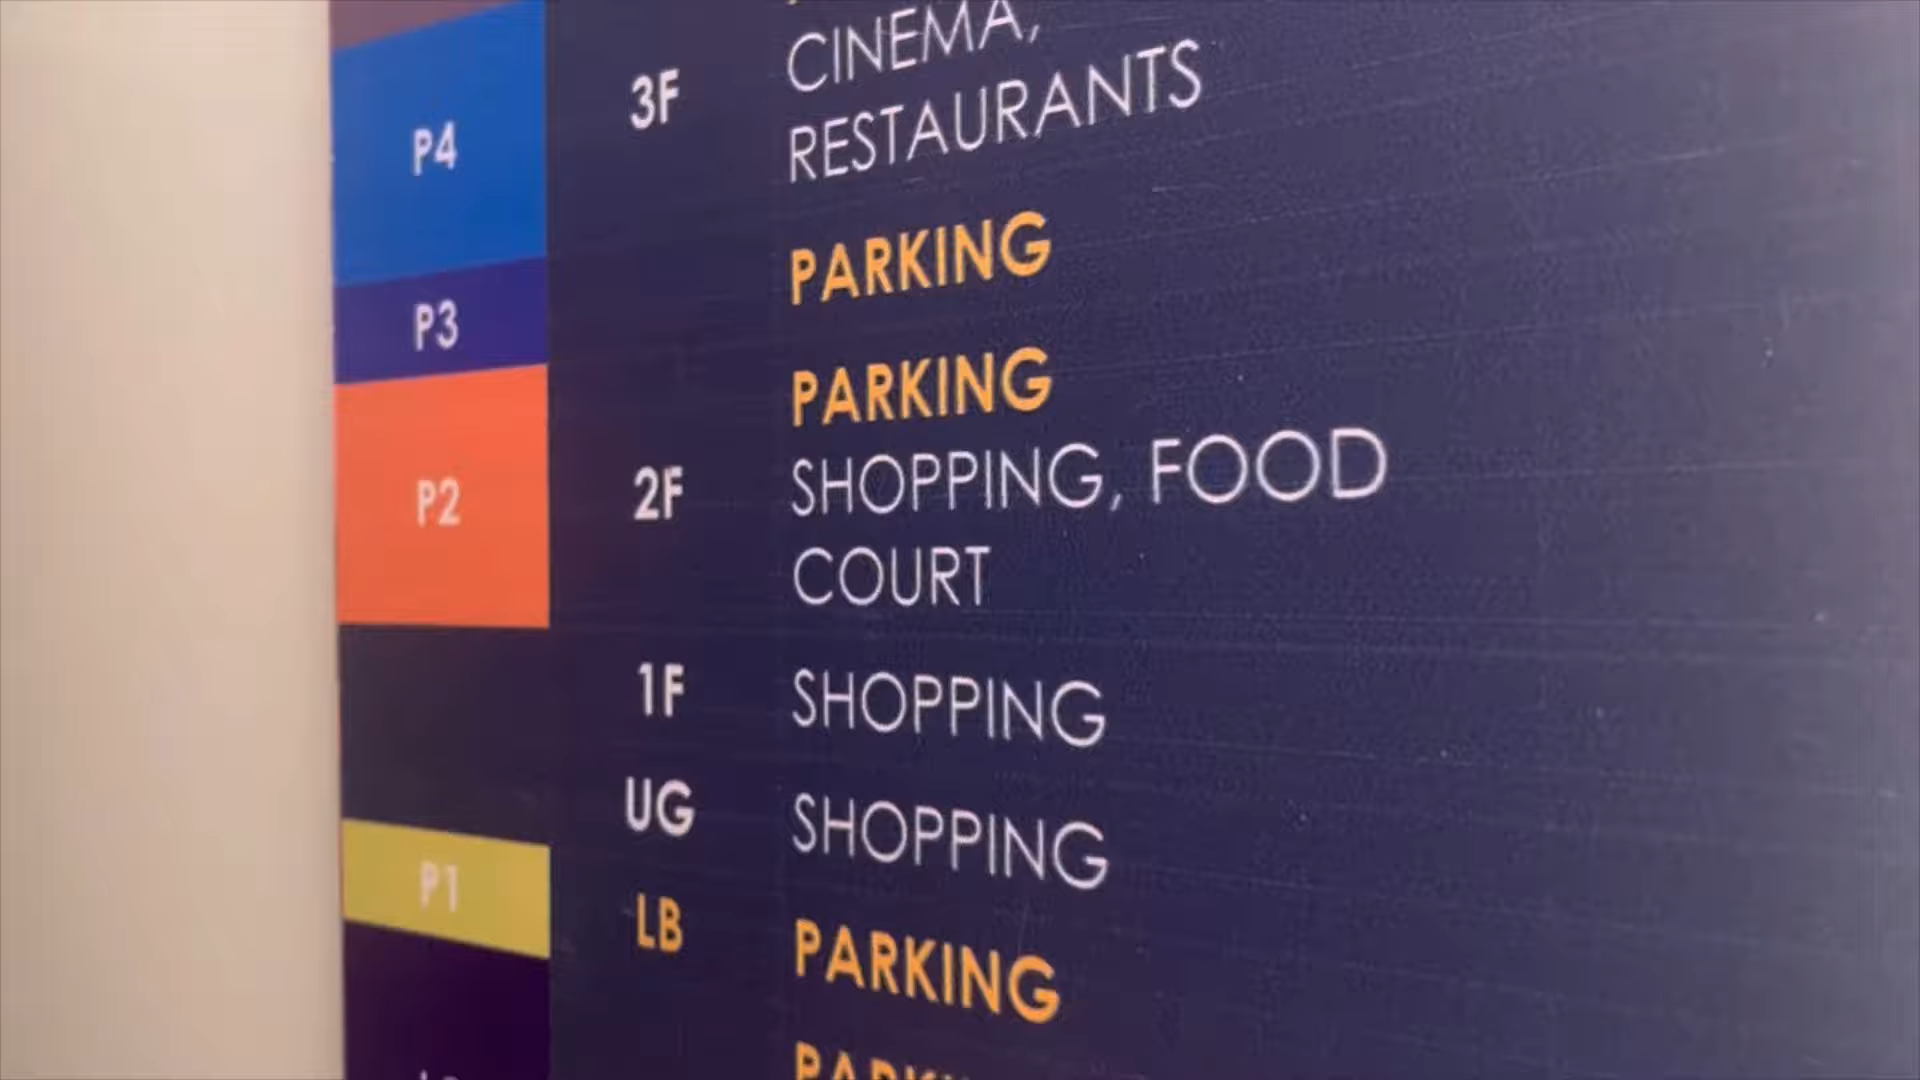 CINEMA,
P4 3F RESTAURANTS
PARKING
P3
PARKING
P2 2F SHOPPING, FOOD
COURT
1F SHOPPING
UG SHOPPING
P1 LB PARKING